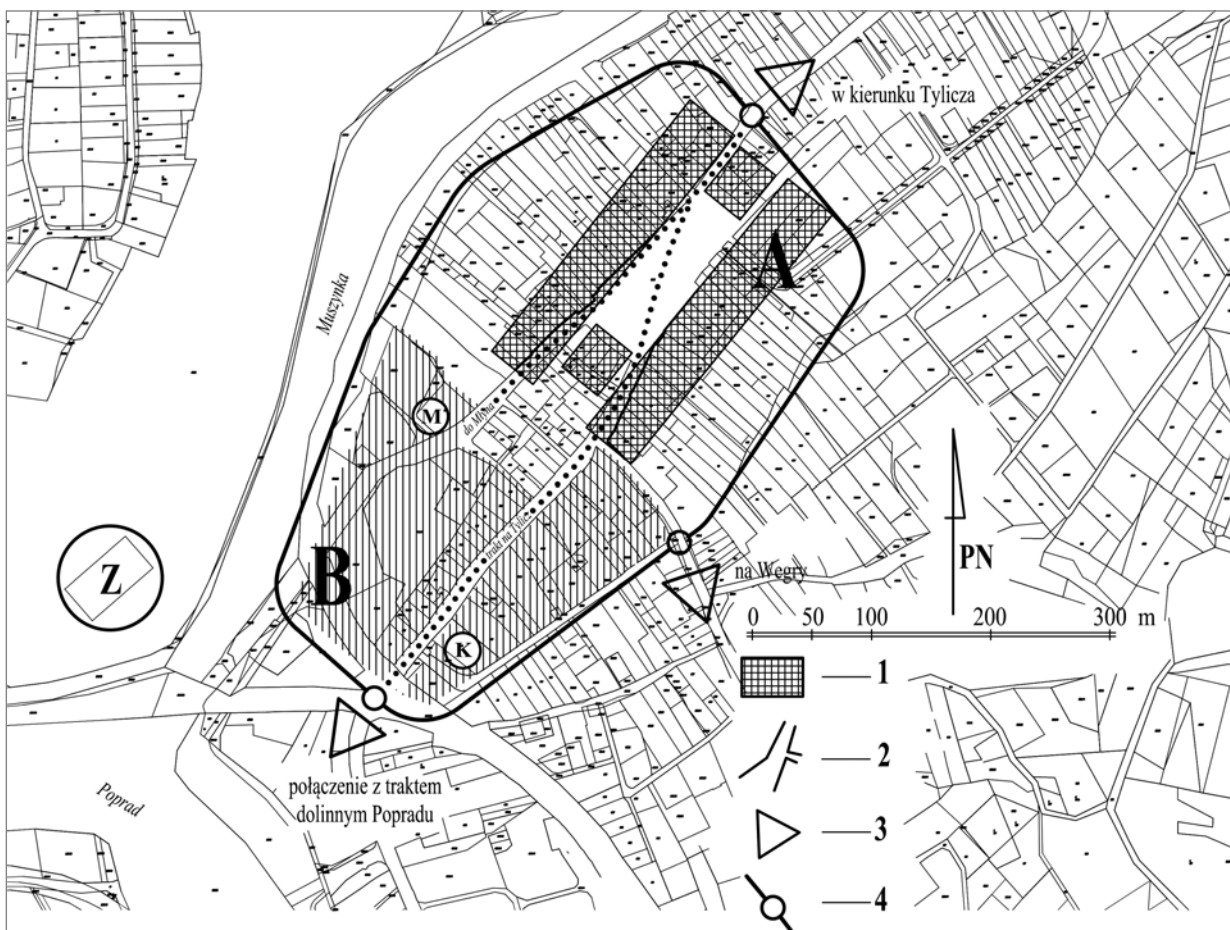 w kierunku Tylicza
Muszynka
A
M
do Młyna
trakt na Tylicz
B
Z
na Węgry
PN
K
0 50 100 200 300 m
połączenie z traktem
dolinnym Popradu
Poprad
1
2
3
4